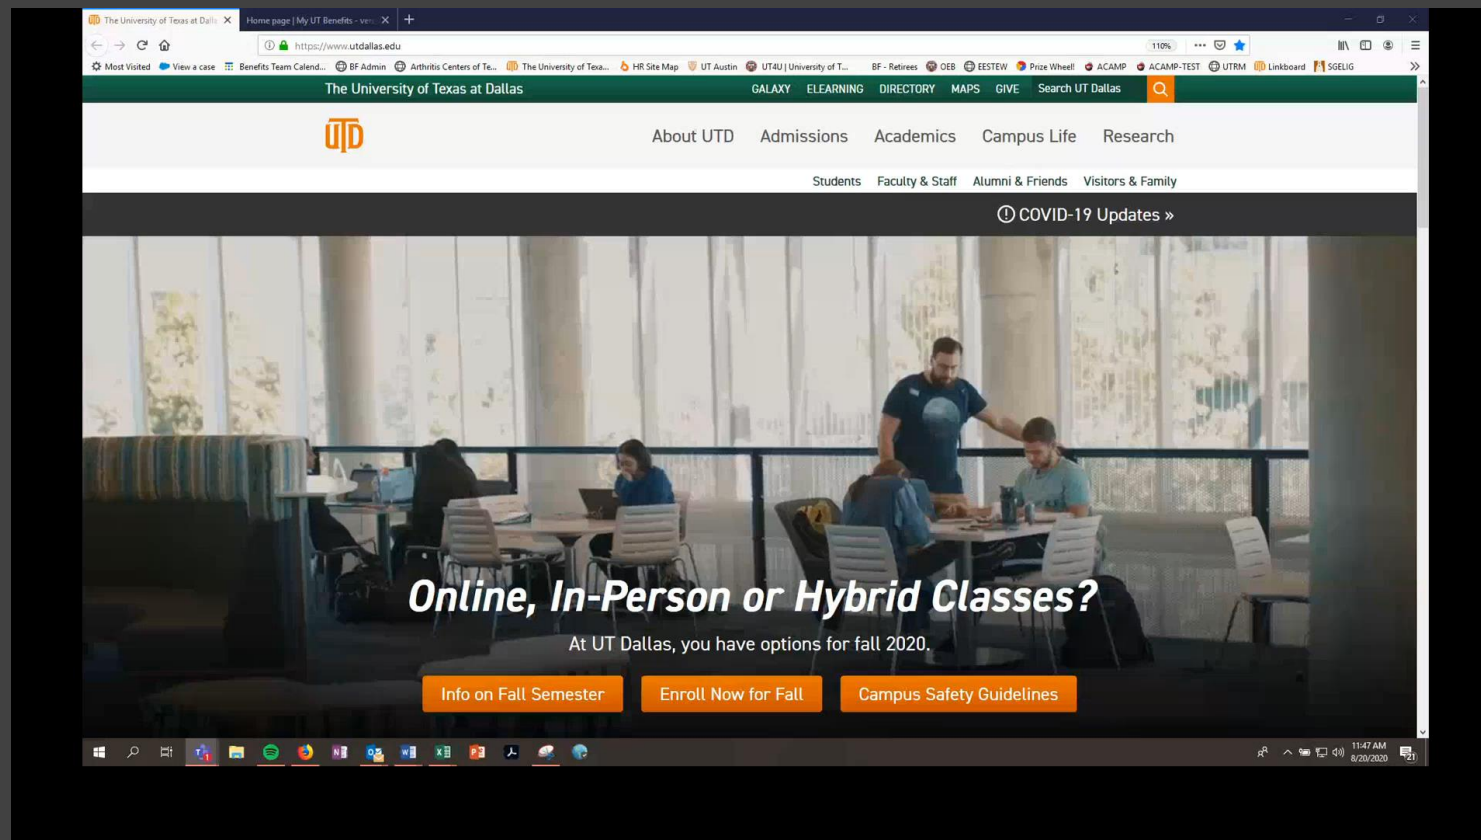 The University of Texas at Dalla
Home page | My UT Benefits - ver
https://www.utdallas.edu
110%
Most Visited View a case Benefits Team Calend... BF Admin Arthritis Centers of Te... The University of Texa... HR Site Map UT Austin UT4U | University of T... BF - Retirees OEB EESTEW Prize Wheel! ACAMP ACAMP-TEST UTRM Linkboard SGELIG
The University of Texas at Dallas GALAXY ELEARNING DIRECTORY MAPS GIVE Search UT Dallas
UTD About UTD Admissions Academics Campus Life Research
Students Faculty & Staff Alumni & Friends Visitors & Family
COVID-19 Updates »
Online, In-Person or Hybrid Classes?
At UT Dallas, you have options for fall 2020.
Info on Fall Semester Enroll Now for Fall Campus Safety Guidelines
11:47 AM
8/20/2020
21